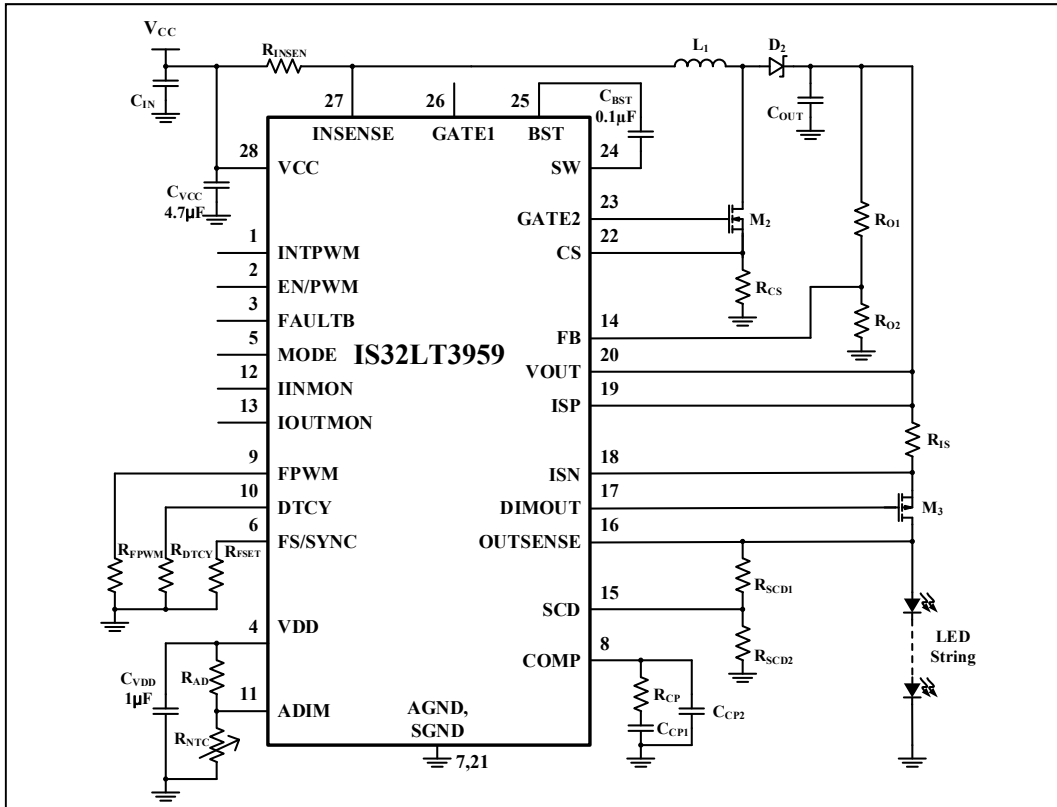 VCC
RINSEN
L1
D2
CIN
27
26
25
CBST
0.1µF
COUT
INSENSE
GATE1
BST
24
SW
28
VCC
CVCC
4.7µF
23
GATE2
M2
22
CS
RCS
RO1
RO2
1
INTPWM
2
EN/PWM
3
FAULTB
5
MODE
IS32LT3959
12
IINMON
13
IOUTMON
14
FB
20
VOUT
19
ISP
RIS
9
FPWM
18
ISN
10
DTCY
17
DIMOUT
M3
6
FS/SYNC
16
OUTSENSE
RFPWM
RDTCY
RFSET
RSCD1
15
SCD
RSCD2
4
VDD
8
COMP
LED
String
CVDD
1µF
RAD
11
ADIM
RNTC
AGND,
SGND
7,21
RCP
CCP1
CCP2